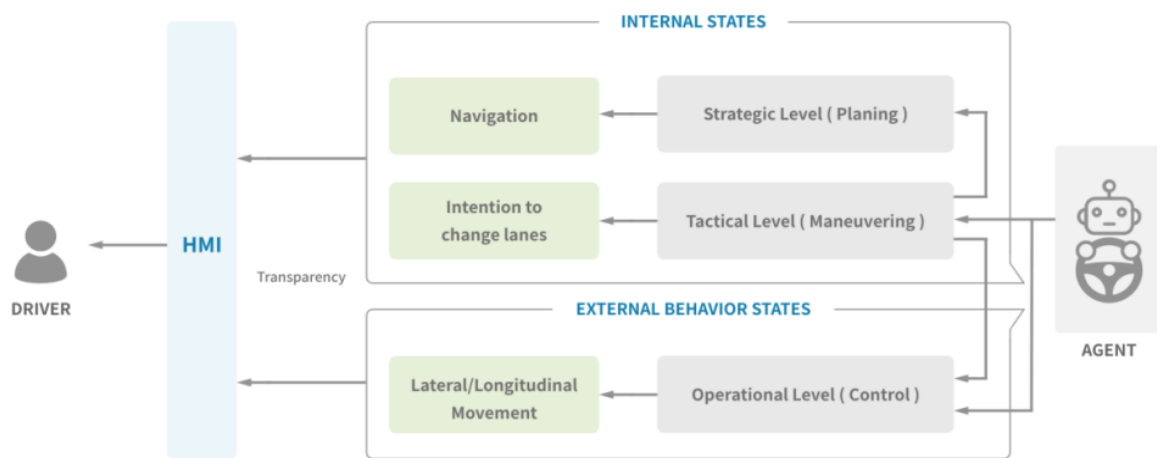 INTERNAL STATES
Navigation
Strategic Level ( Planing )
Intention to
change lanes
Tactical Level ( Maneuvering )
HMI
Transparency
DRIVER
EXTERNAL BEHAVIOR STATES
Lateral/Longitudinal
Movement
Operational Level ( Control )
AGENT